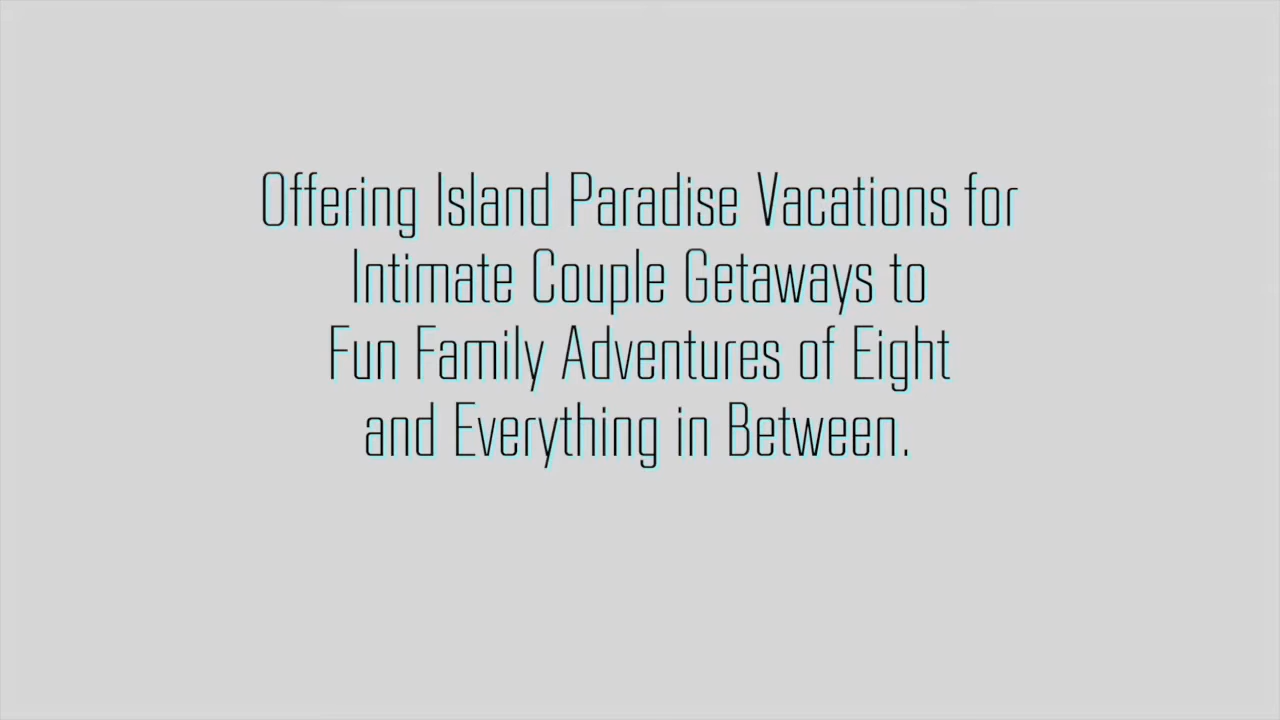 Offering Island Paradise Vacations for
Intimate Couple Getaways to
Fun Family Adventures of Eight
and Everything in Between.